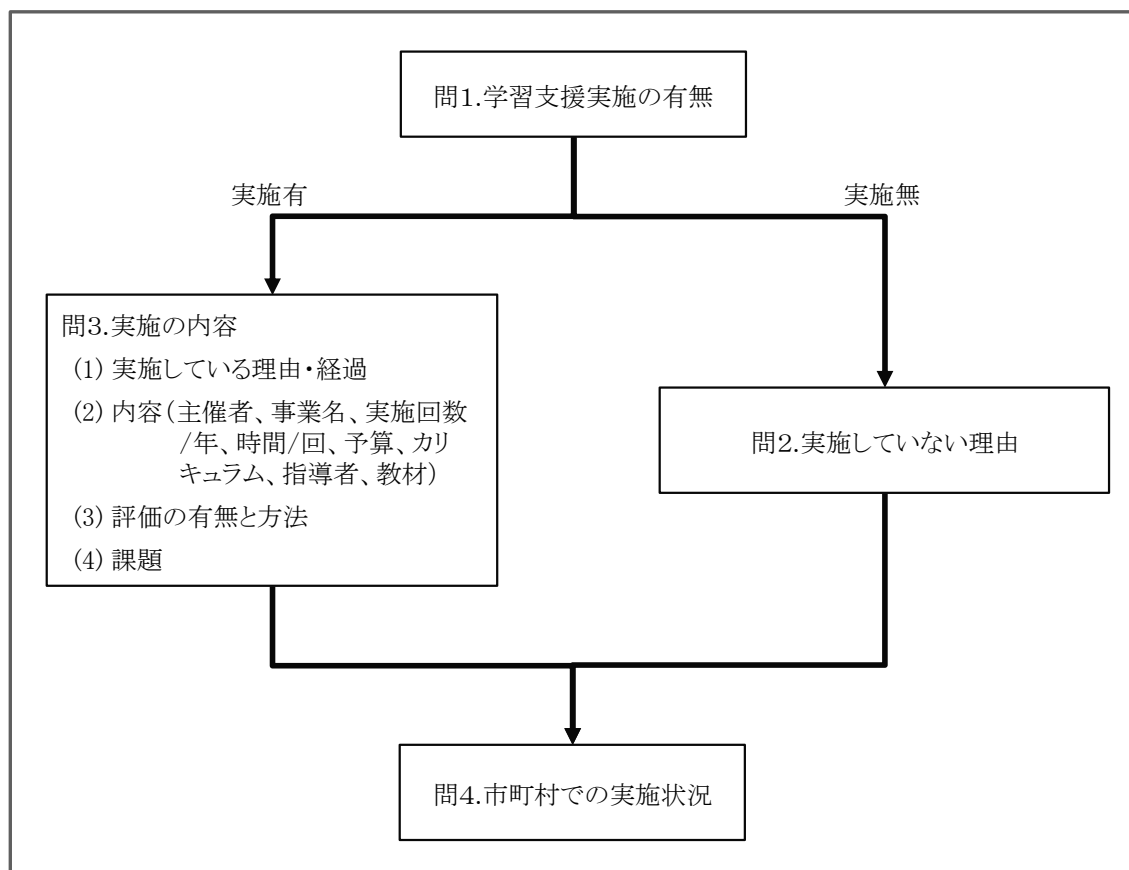 問1.学習支援実施の有無
実施有
実施無
問3.実施の内容
(1) 実施している理由・経過
(2) 内容(主催者、事業名、実施回数
/年、時間/回、予算、カリ
キュラム、指導者、教材)
(3) 評価の有無と方法
(4) 課題
問2.実施していない理由
問4.市町村での実施状況